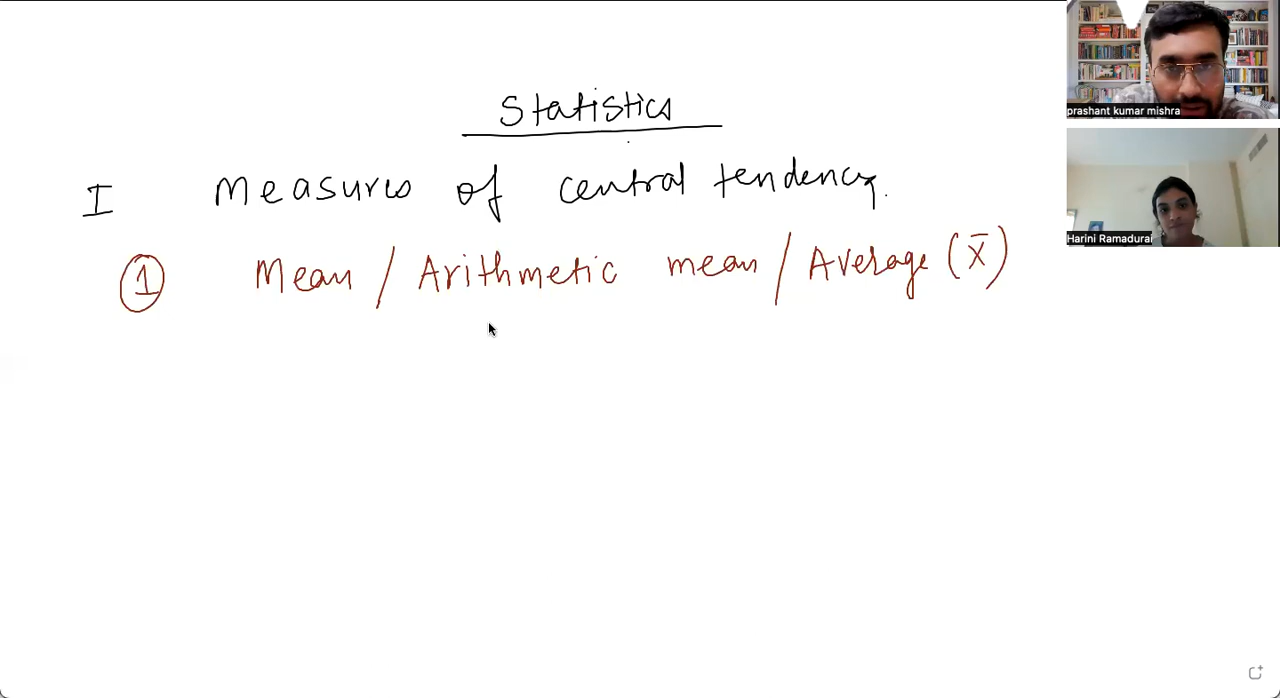 Statistics
I Measures of central tendency.
① Mean / Arithmetic mean / Average (x̄)
prashant kumar mishra
Harini Ramadurai